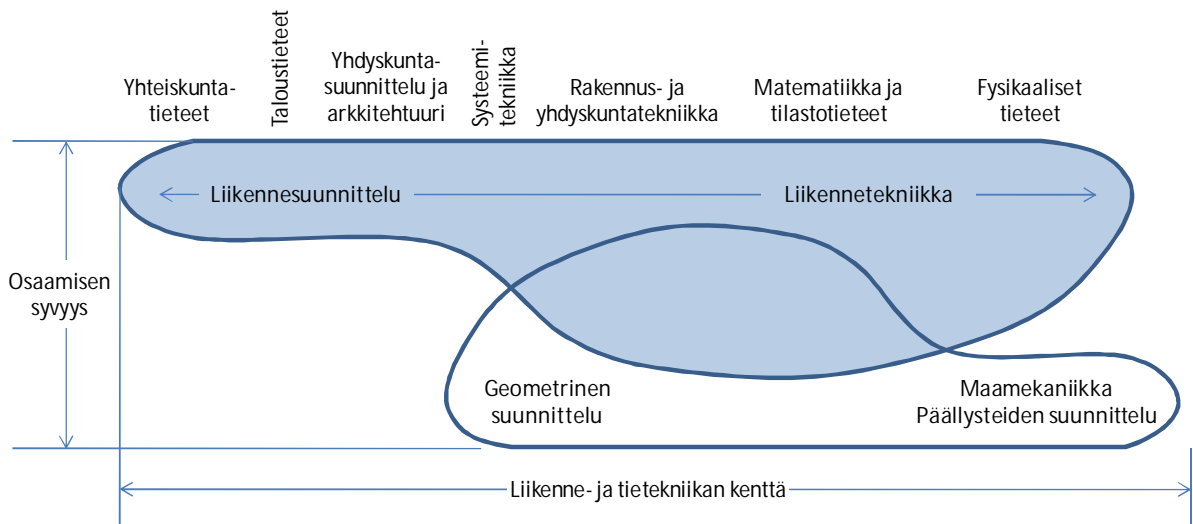 Yhteiskunta-
tieteet
Taloustieteet
Yhdyskunta-
suunnittelu ja
arkkitehtuuri
Systeemi-
tekniikka
Rakennus- ja
yhdyskuntatekniikka
Matematiikka ja
tilastotieteet
Fysikaaliset
tieteet
Liikennesuunnittelu
Liikennetekniikka
Osaamisen
syvyys
Geometrinen
suunnittelu
Maamekaniikka
Päällysteiden suunnittelu
Liikenne- ja tietekniikan kenttä